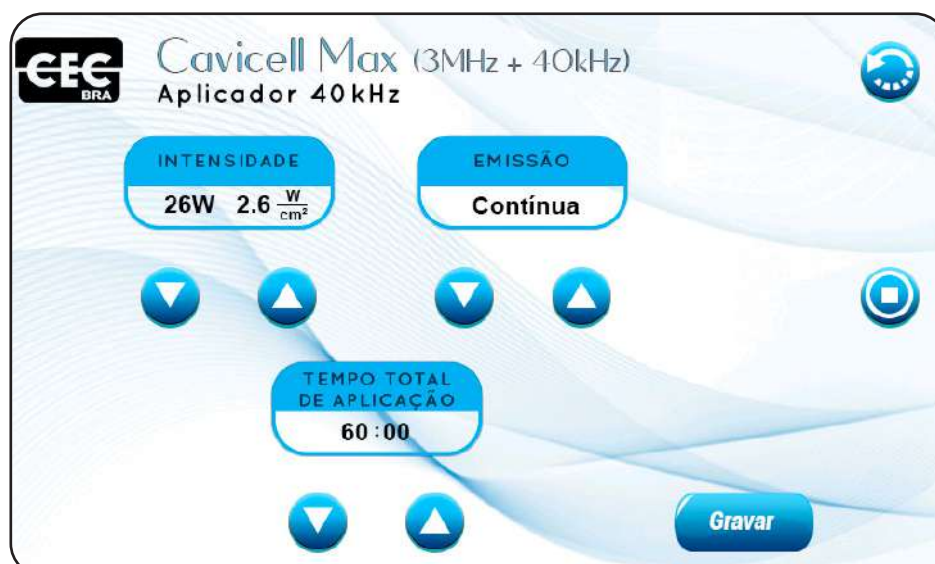 CEC
BRA
Cavicell Max (3MHz + 40kHz)
Aplicador 40kHz
INTENSIDADE
26W 2.6 W/cm²
EMISSÃO
Contínua
TEMPO TOTAL
DE APLICAÇÃO
60:00
Gravar